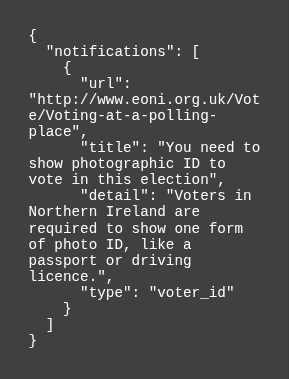 {
  "notifications": [
    {
      "url":
"http://www.eoni.org.uk/Vot
e/Voting-at-a-polling-
place",
      "title": "You need to
show photographic ID to
vote in this election",
      "detail": "Voters in
Northern Ireland are
required to show one form
of photo ID, like a
passport or driving
licence.",
      "type": "voter_id"
    }
  ]
}